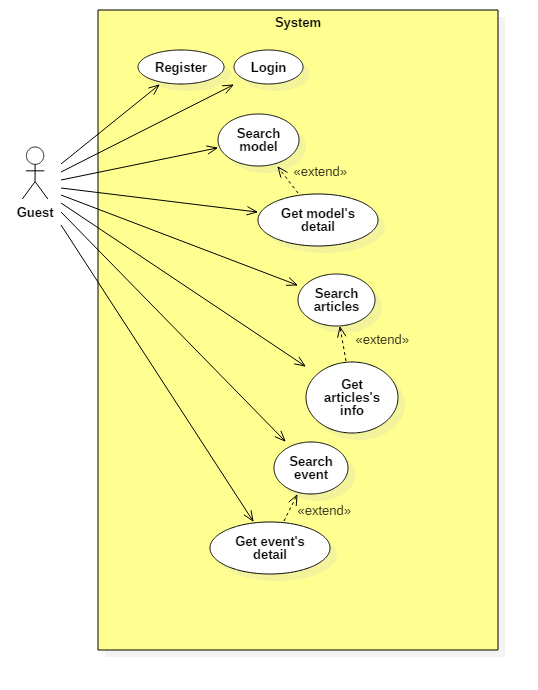 System
Register
Login
Search
model
«extend»
Guest
Get model's
detail
Search
articles
«extend»
Get
articles's
info
Search
event
«extend»
Get event's
detail